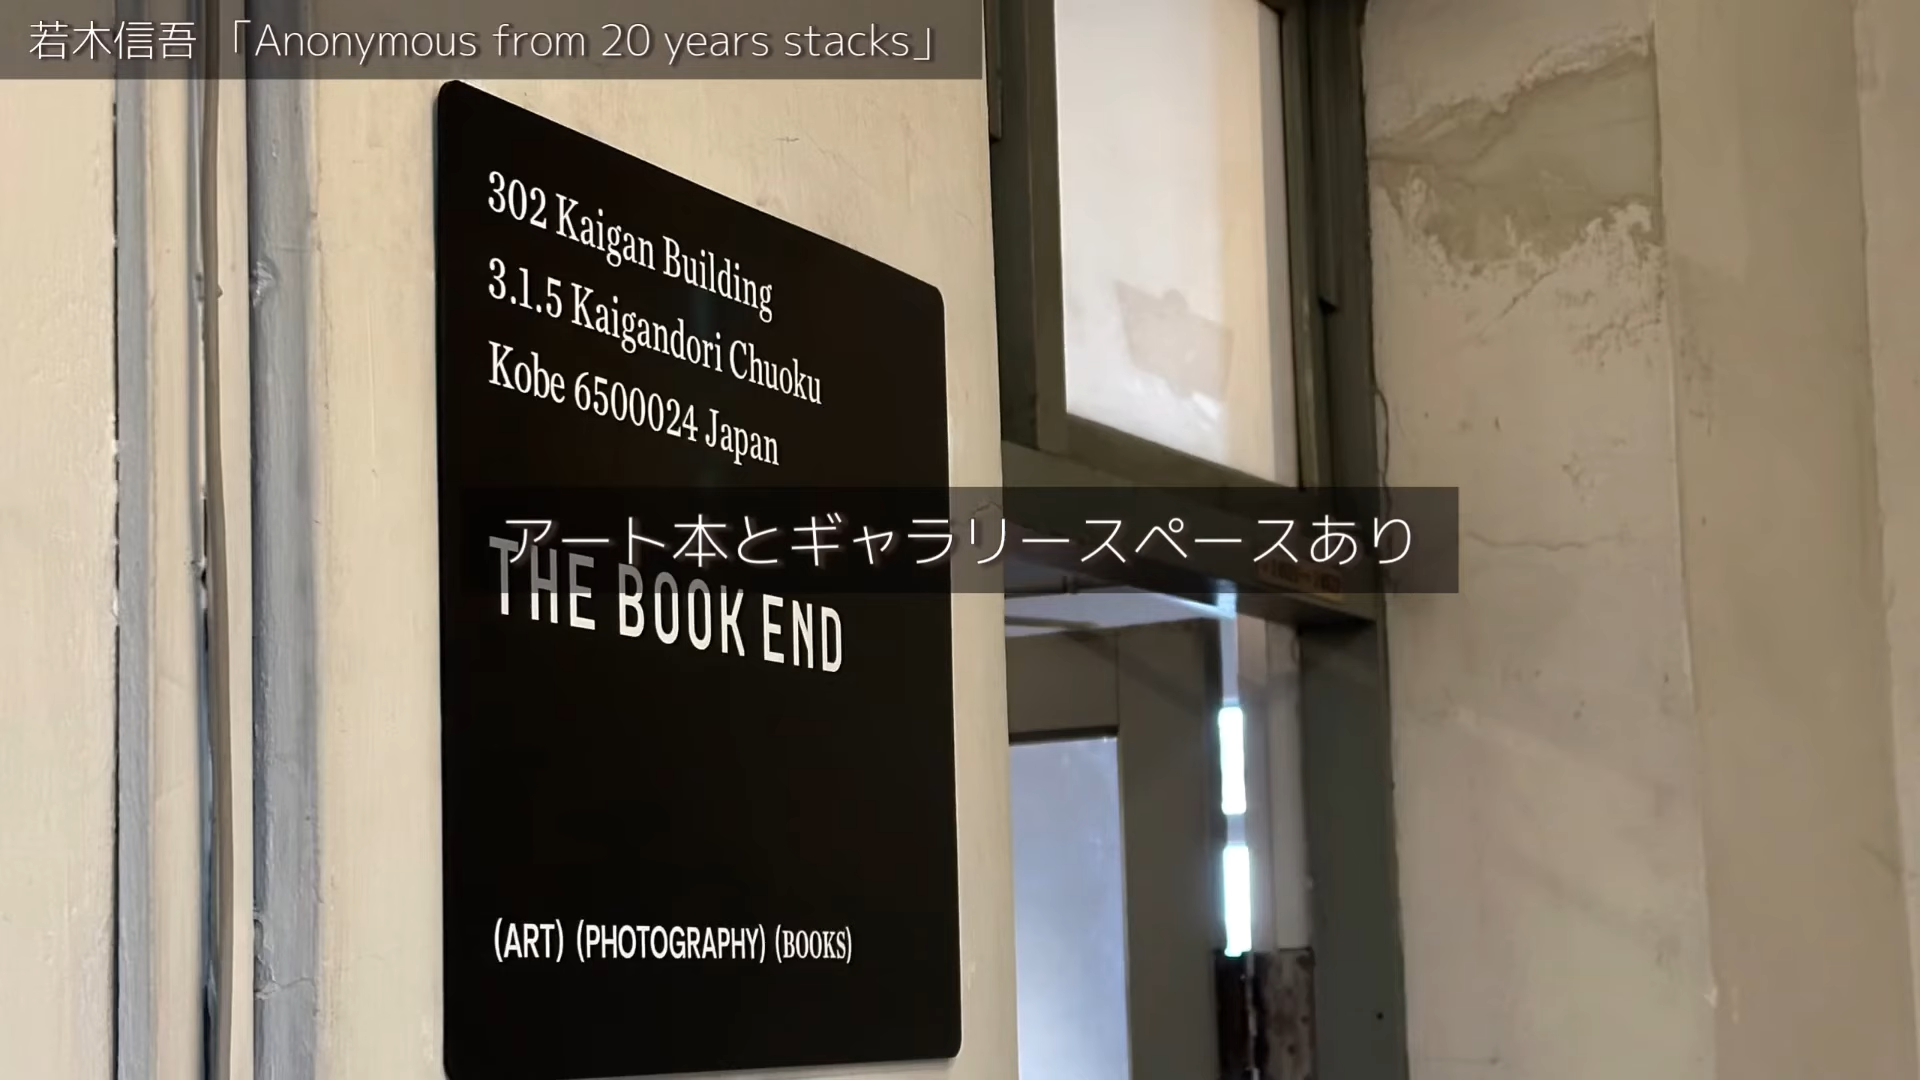 若木信吾「Anonymous from 20 years stacks」
302 Kaigan Building
3.1.5 Kaigandori Chuoku
Kobe 6500024 Japan
アート本とギャラリースペースあり
THE BOOK END
(ART) (PHOTOGRAPHY) (BOOKS)